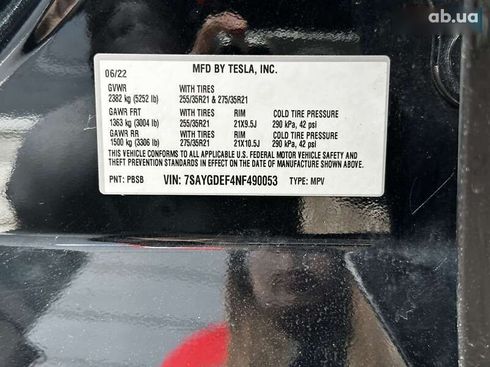 ab.ua
06/22 MFD BY TESLA, INC.
GVWR WITH TIRES
2382 kg (5252 lb) 255/35R21 & 275/35R21
GAWR FRT WITH TIRES RIM COLD TIRE PRESSURE
1363 kg (3004 lb) 255/35R21 21X9.5J 290 kPa, 42 psi
GAWR RR WITH TIRES RIM COLD TIRE PRESSURE
1500 kg (3306 lb) 275/35R21 21X10.5J 290 kPa, 42 psi
THIS VEHICLE CONFORMS TO ALL APPLICABLE U.S. FEDERAL MOTOR VEHICLE SAFETY
AND THEFT PREVENTION STANDARDS IN EFFECT ON THE DATE OF MANUFACTURE SHOWN ABOVE.
PNT: PBSB VIN: 7SAYGDEF4NF490053 TYPE: MPV